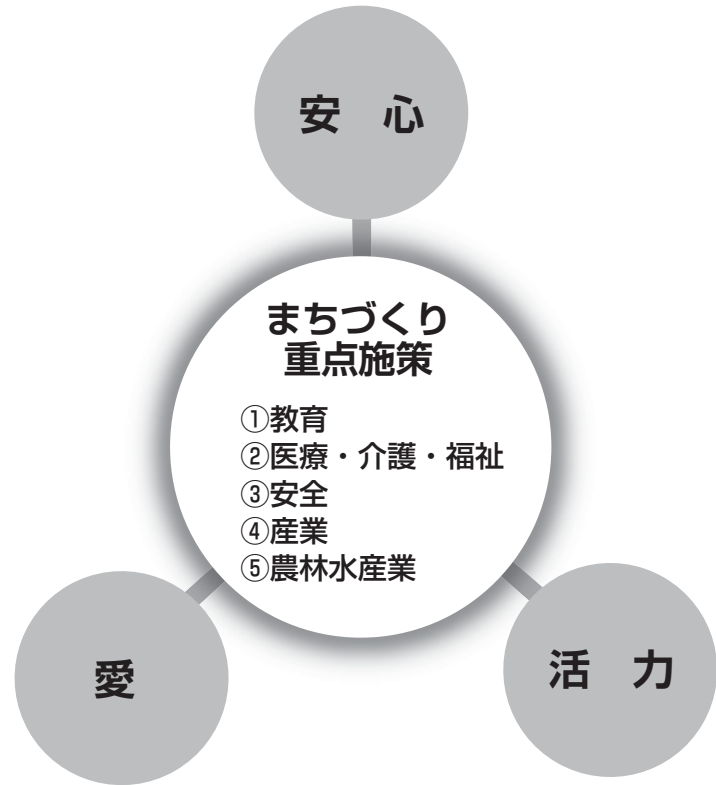 安　心
まちづくり
重点施策
①教育
②医療・介護・福祉
③安全
④産業
⑤農林水産業
愛
活　力